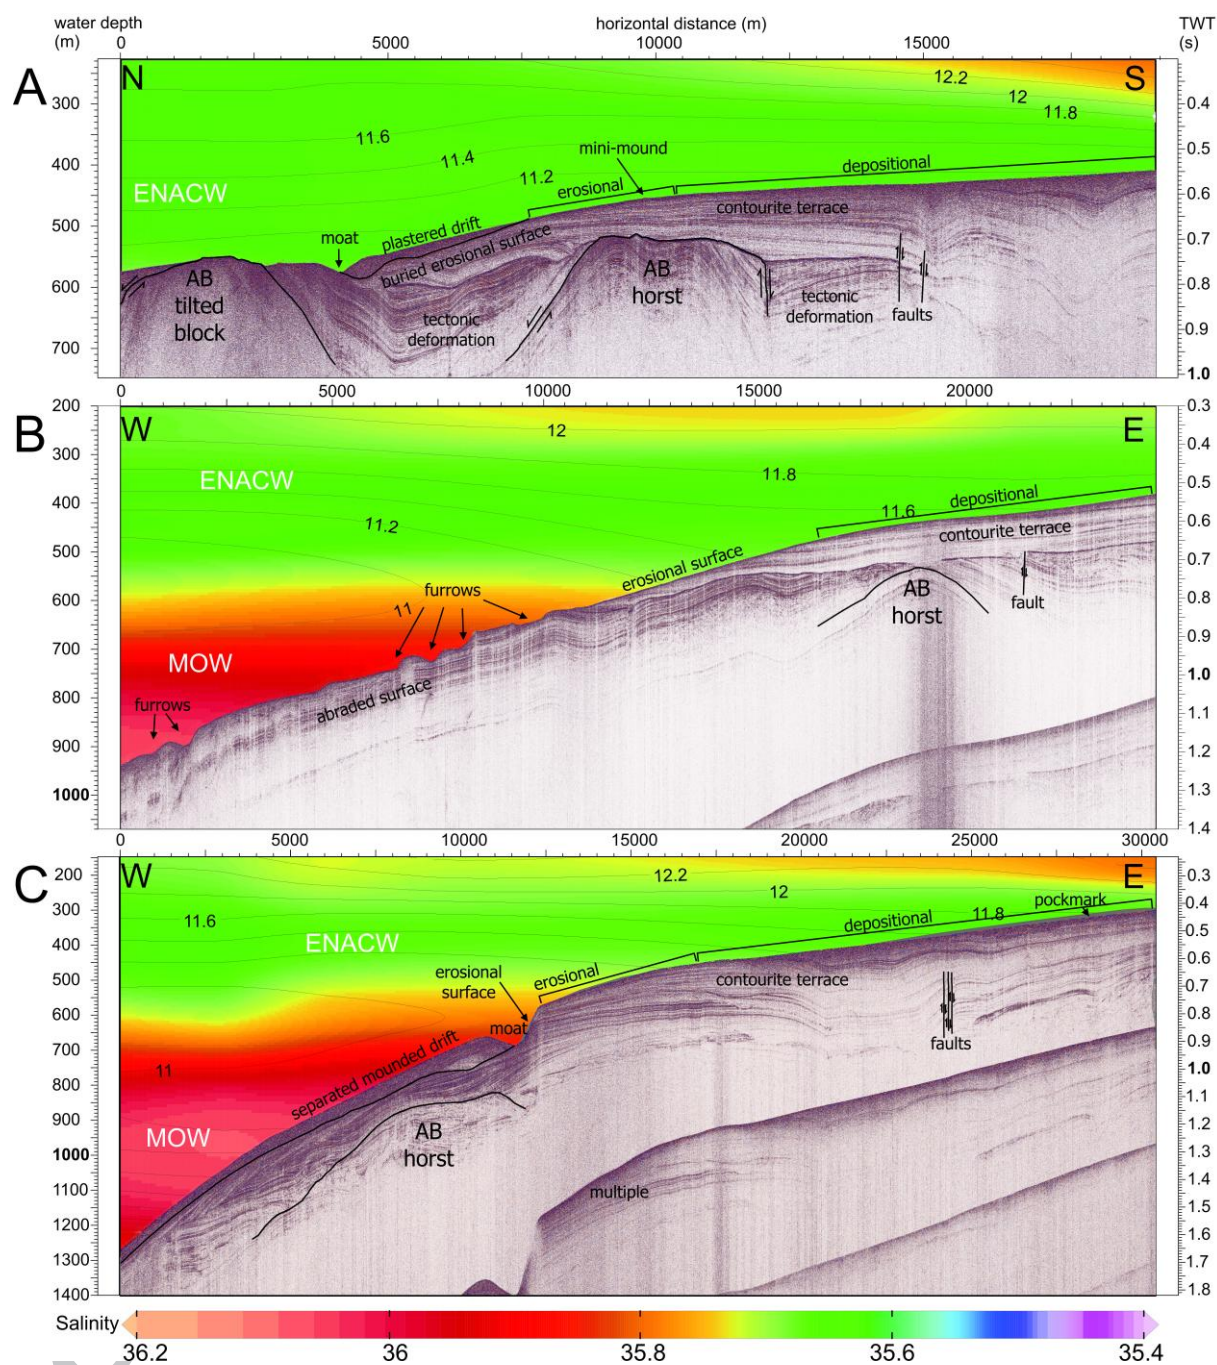 water depth
(m)
horizontal distance (m)
TWT
(s)
0 5000 10000 15000
A
N
S
300
400
500
600
700
0.4
0.5
0.6
0.7
0.8
0.9
1.0
12.2
12
11.8
11.6
11.4
11.2
ENACW
mini-mound
depositional
erosional
contourite terrace
moat
plastered drift
buried erosional surface
AB
tilted
block
AB
horst
tectonic
deformation
tectonic
deformation
faults
0 5000 10000 15000 20000
B
W
E
200
300
400
500
600
700
800
900
1000
0.3
0.4
0.5
0.6
0.7
0.8
0.9
1.0
1.1
1.2
1.3
1.4
12
ENACW
11.8
11.2
11.6
depositional
contourite terrace
erosional surface
furrows
11
AB
horst
fault
MOW
abraded surface
furrows
0 5000 10000 15000 20000 25000 30000
C
W
E
200
300
400
500
600
700
800
900
1000
1100
1200
1300
1400
0.3
0.4
0.5
0.6
0.7
0.8
0.9
1.0
1.1
1.2
1.3
1.4
1.5
1.6
1.7
1.8
12.2
12
pockmark
11.8
11.6
depositional
ENACW
erosional
surface
erosional
contourite terrace
moat
faults
11
separated mounded drift
MOW
AB
horst
multiple
Salinity
36.2 36 35.8 35.6 35.4